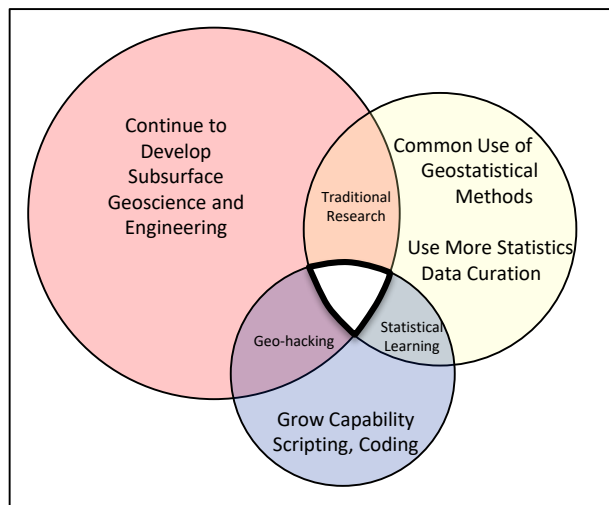 Continue to
Develop
Subsurface
Geoscience and
Engineering
Common Use of
Geostatistical
Methods
Traditional
Research
Use More Statistics
Data Curation
Geo-hacking
Statistical
Learning
Grow Capability
Scripting, Coding